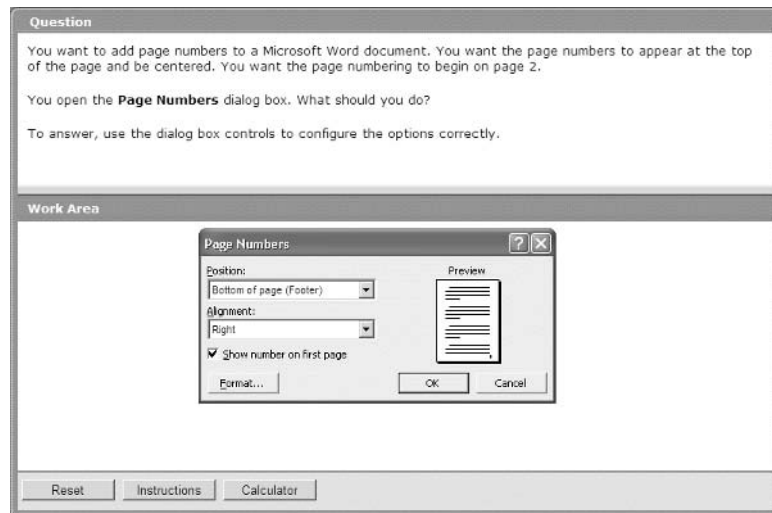 Question
You want to add page numbers to a Microsoft Word document. You want the page numbers to appear at the top
of the page and be centered. You want the page numbering to begin on page 2.
You open the Page Numbers dialog box. What should you do?
To answer, use the dialog box controls to configure the options correctly.
Work Area
Page Numbers
Position:
Preview
Bottom of page (Footer)
Alignment:
Right
Show number on first page
Format...
OK
Cancel
Reset
Instructions
Calculator